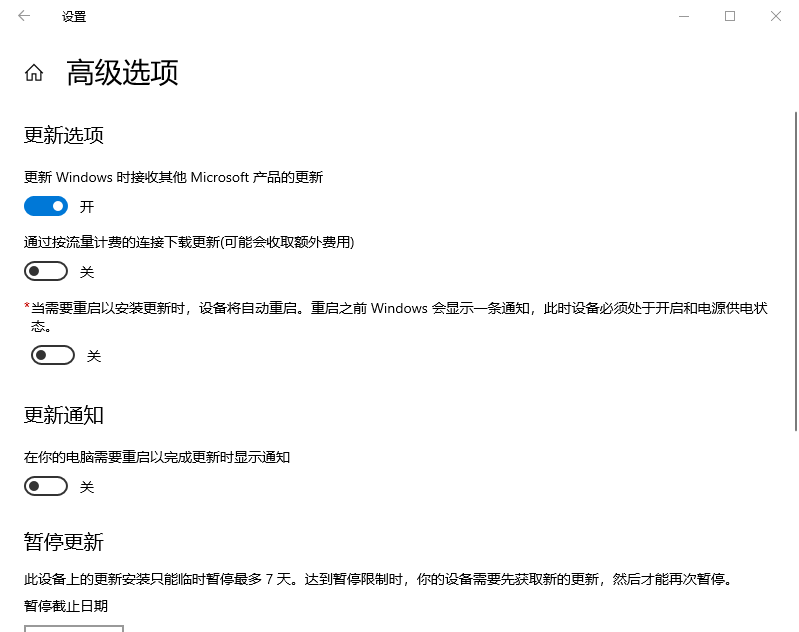 设置
高级选项
更新选项
更新 Windows 时接收其他 Microsoft 产品的更新
开
通过按流量计费的连接下载更新(可能会收取额外费用)
关
*当需要重启以安装更新时，设备将自动重启。重启之前 Windows 会显示一条通知，此时设备必须处于开启和电源供电状
态。
关
更新通知
在你的电脑需要重启以完成更新时显示通知
关
暂停更新
此设备上的更新安装只能临时暂停最多 7 天。达到暂停限制时，你的设备需要先获取新的更新，然后才能再次暂停。
暂停截止日期